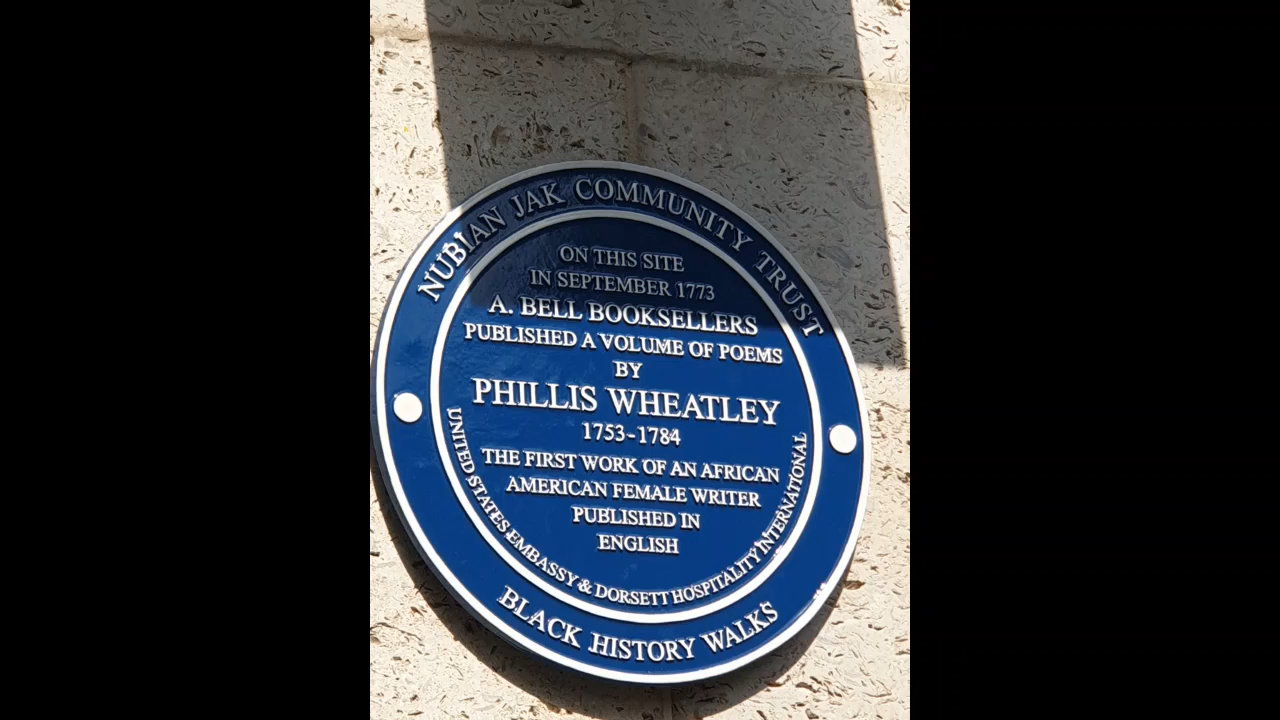 NUBIAN JAK COMMUNITY TRUST
ON THIS SITE
IN SEPTEMBER 1773
A. BELL BOOKSELLERS
PUBLISHED A VOLUME OF POEMS
BY
PHILLIS WHEATLEY
1753-1784
THE FIRST WORK OF AN AFRICAN
AMERICAN FEMALE WRITER
PUBLISHED IN
ENGLISH
UNITED STATES EMBASSY & DORSETT HOSPITALITY INTERNATIONAL
BLACK HISTORY WALKS